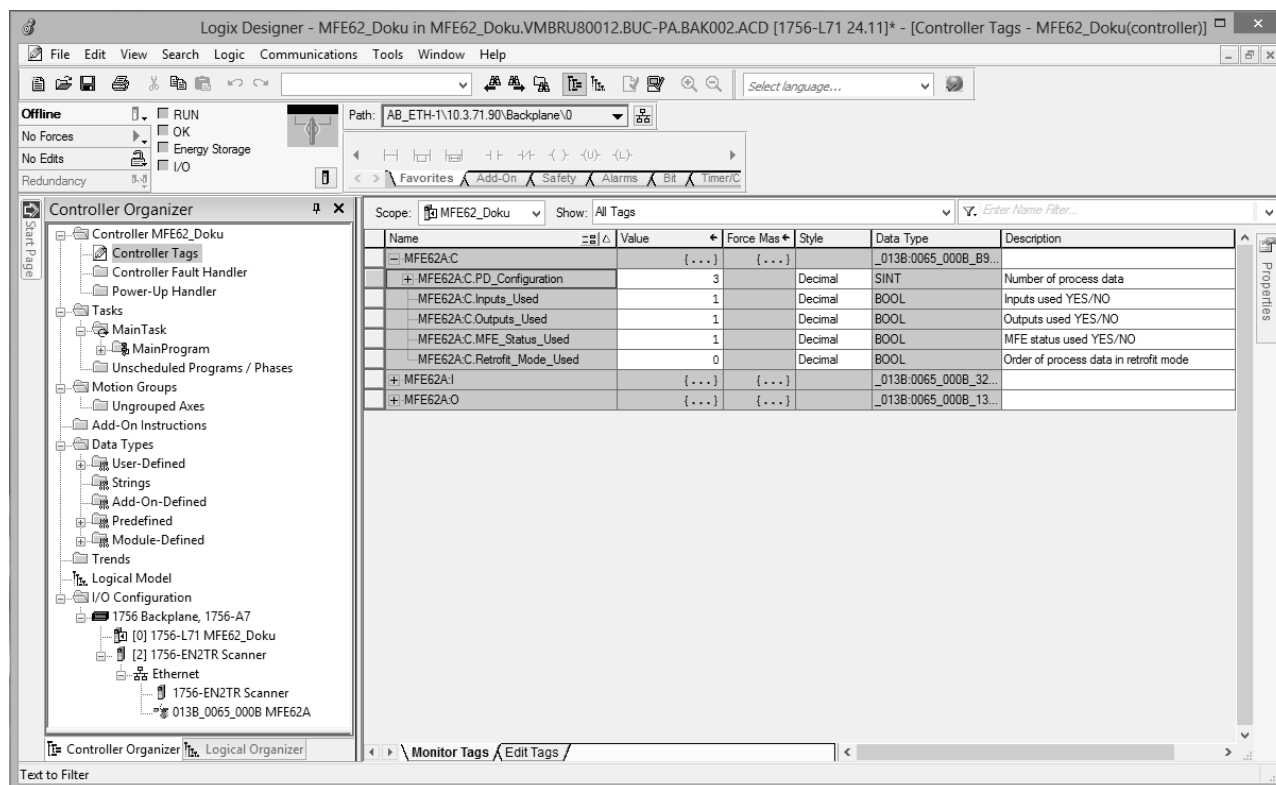 Logix Designer - MFE62_Doku in MFE62_Doku.VMBRU80012.BUC-PA.BAK002.ACD [1756-L71 24.11]* - [Controller Tags - MFE62_Doku(controller)]
File Edit View Search Logic Communications Tools Window Help
Select language...
Offline RUN
No Forces OK
No Edits Energy Storage
Redundancy I/O
Path: AB_ETH-1\10.3.71.90\Backplane\0
Favorites Add-On Safety Alarms Bit Timer/C
Start Page
Controller Organizer
Controller MFE62_Doku
Controller Tags
Controller Fault Handler
Power-Up Handler
Tasks
MainTask
MainProgram
Unscheduled Programs / Phases
Motion Groups
Ungrouped Axes
Add-On Instructions
Data Types
User-Defined
Strings
Add-On-Defined
Predefined
Module-Defined
Trends
Logical Model
I/O Configuration
1756 Backplane, 1756-A7
[0] 1756-L71 MFE62_Doku
[2] 1756-EN2TR Scanner
Ethernet
1756-EN2TR Scanner
013B_0065_000B MFE62A
Controller Organizer Logical Organizer
Scope: MFE62_Doku Show: All Tags Enter Name Filter...
Name Value Force Mas Style Data Type Description
MFE62A:C {...} {...} _013B:0065_000B_B9...
MFE62A:C.PD_Configuration 3 Decimal SINT Number of process data
MFE62A:C.Inputs_Used 1 Decimal BOOL Inputs used YES/NO
MFE62A:C.Outputs_Used 1 Decimal BOOL Outputs used YES/NO
MFE62A:C.MFE_Status_Used 1 Decimal BOOL MFE status used YES/NO
MFE62A:C.Retrofit_Mode_Used 0 Decimal BOOL Order of process data in retrofit mode
MFE62A:I {...} {...} _013B:0065_000B_32...
MFE62A:O {...} {...} _013B:0065_000B_13...
Properties
Monitor Tags Edit Tags
Text to Filter